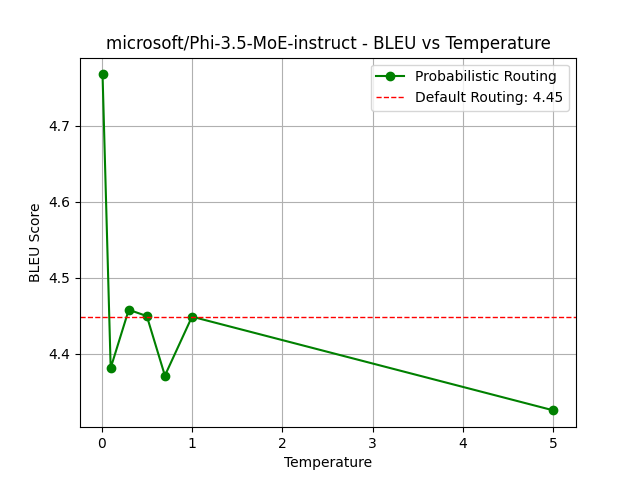 microsoft/Phi-3.5-MoE-instruct - BLEU vs Temperature
Probabilistic Routing
Default Routing: 4.45
BLEU Score
4.7
4.6
4.5
4.4
0 1 2 3 4 5
Temperature